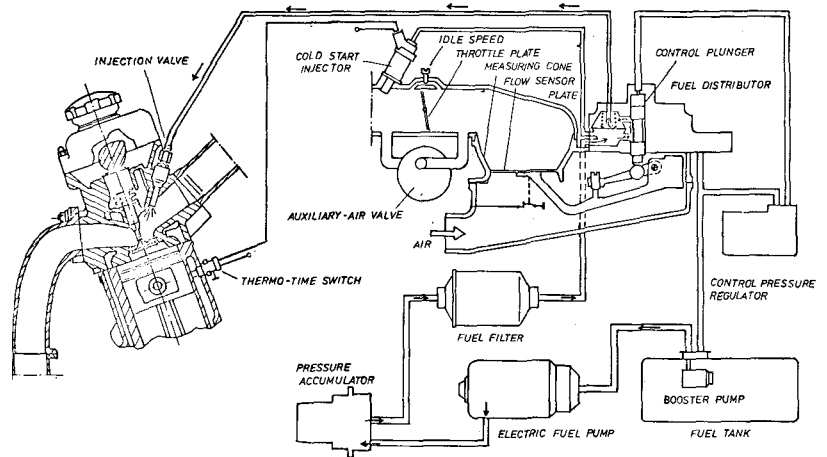 IDLE SPEED
THROTTLE PLATE
MEASURING CONE
FLOW SENSOR
PLATE
COLD START
INJECTOR
CONTROL PLUNGER
FUEL DISTRIBUTOR
INJECTION VALVE
AUXILIARY-AIR VALVE
AIR
THERMO-TIME SWITCH
CONTROL PRESSURE
REGULATOR
FUEL FILTER
PRESSURE
ACCUMULATOR
BOOSTER PUMP
ELECTRIC FUEL PUMP
FUEL TANK